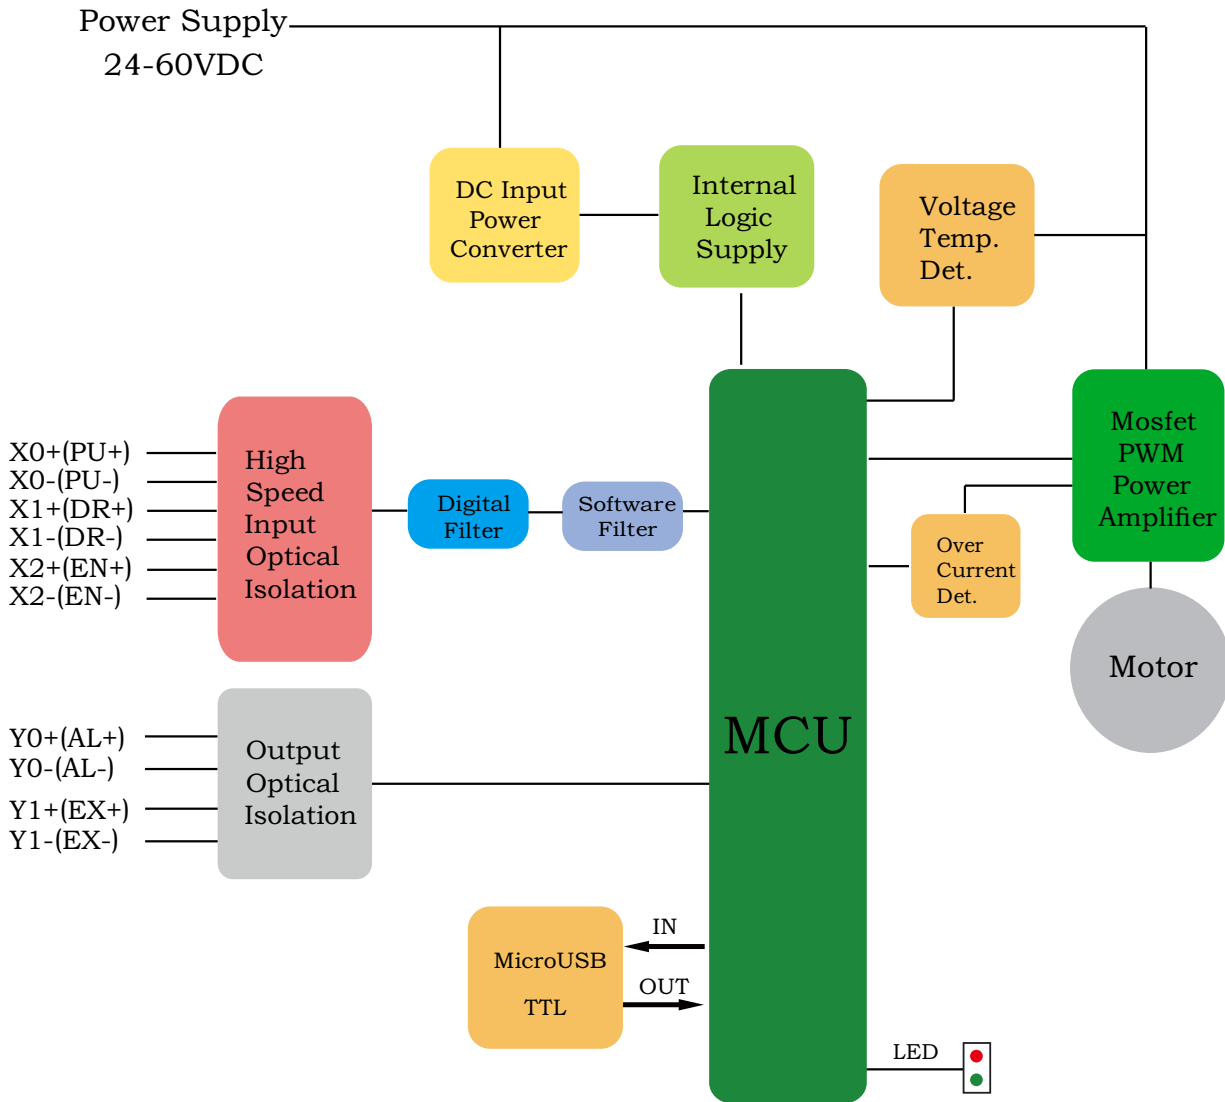 Power Supply
24-60VDC
DC Input
Power
Converter
Internal
Logic
Supply
Voltage
Temp.
Det.
X0+(PU+)
X0-(PU-)
X1+(DR+)
X1-(DR-)
X2+(EN+)
X2-(EN-)
High
Speed
Input
Optical
Isolation
Digital
Filter
Software
Filter
Mosfet
PWM
Power
Amplifier
Over
Current
Det.
Motor
MCU
Y0+(AL+)
Y0-(AL-)
Y1+(EX+)
Y1-(EX-)
Output
Optical
Isolation
MicroUSB
TTL
IN
OUT
LED